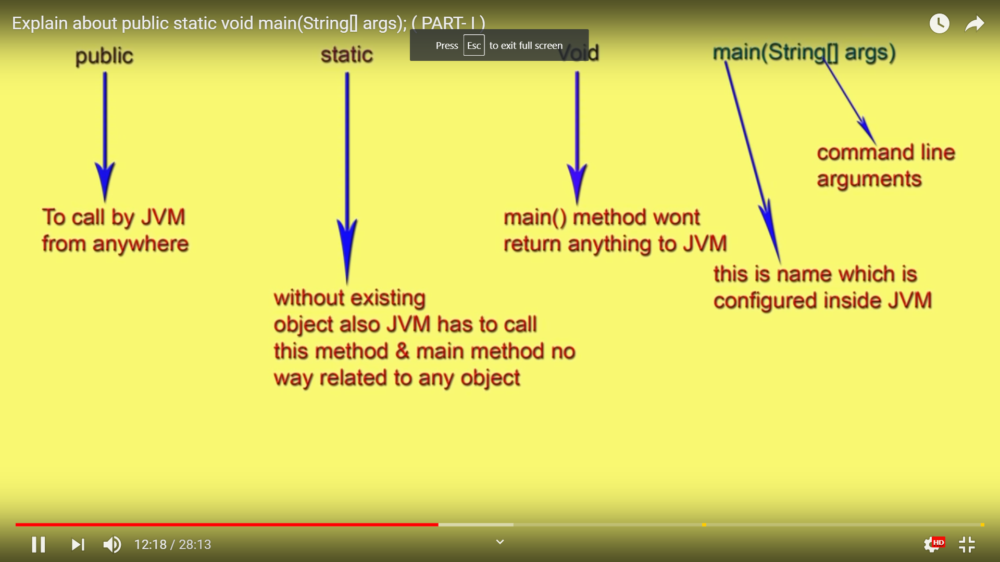 Explain about public static void main(String[] args); ( PART- I )
Press Esc to exit full screen
public
static
Void
main(String[] args)
command line
arguments
To call by JVM
from anywhere
main() method wont
return anything to JVM
this is name which is
configured inside JVM
without existing
object also JVM has to call
this method & main method no
way related to any object
12:18 / 28:13
HD